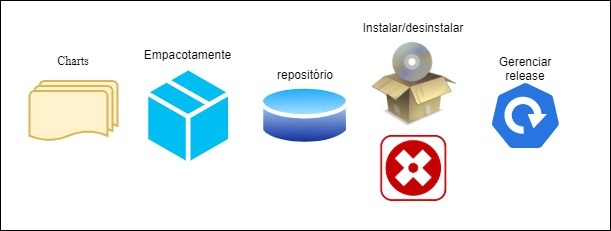 Charts
Empacotamente
repositório
Instalar/desinstalar
Gerenciar
release